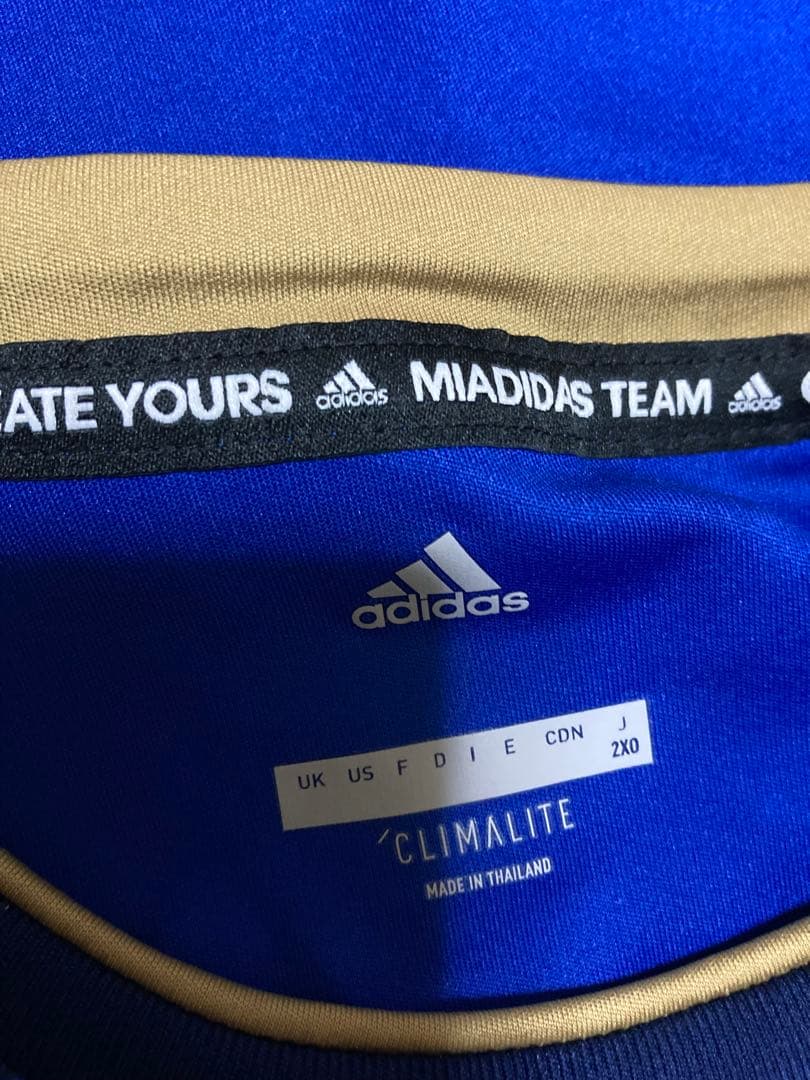 EATE YOURS adidas MIADIDAS TEAM adidas
adidas
UK US F D I E CDN J
2XO
CLIMALITE
MADE IN THAILAND